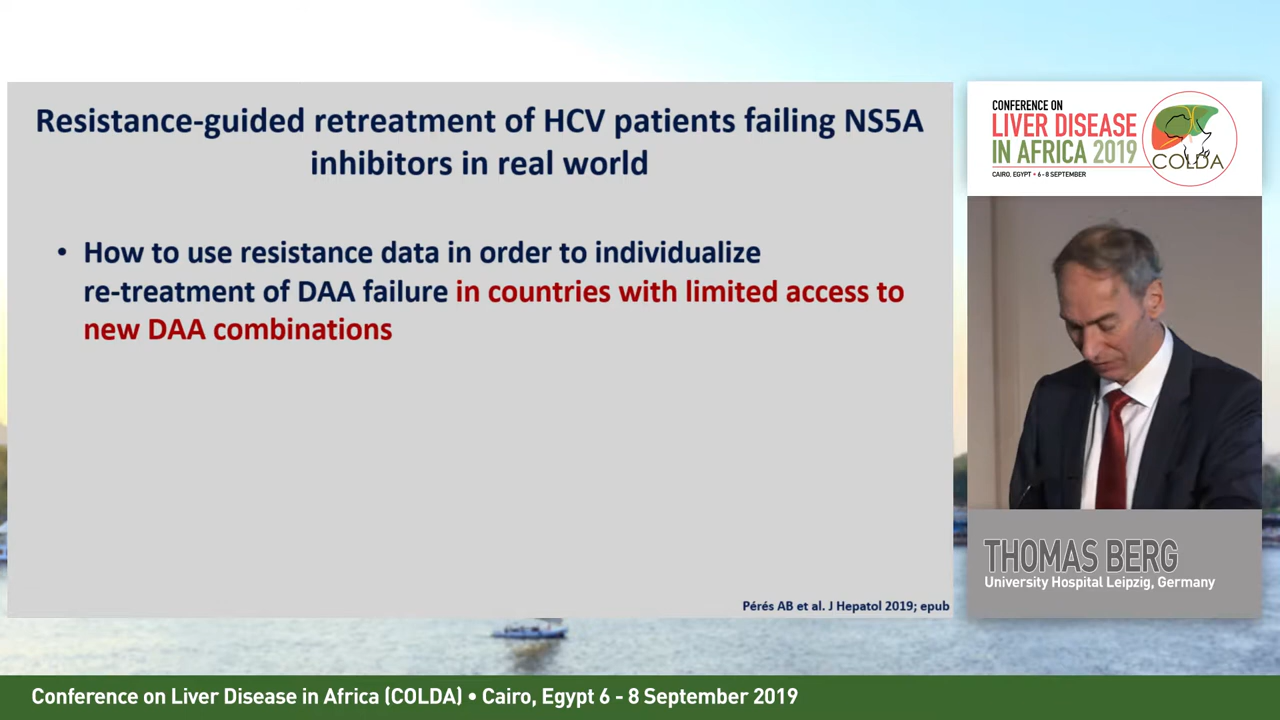 Resistance-guided retreatment of HCV patients failing NS5A
inhibitors in real world
• How to use resistance data in order to individualize
re-treatment of DAA failure in countries with limited access to
new DAA combinations
Pérés AB et al. J Hepatol 2019; epub
CONFERENCE ON
LIVER DISEASE
IN AFRICA 2019
CAIRO, EGYPT • 6 - 8 SEPTEMBER
COLDA
THOMAS BERG
University Hospital Leipzig, Germany
Conference on Liver Disease in Africa (COLDA) • Cairo, Egypt 6 - 8 September 2019